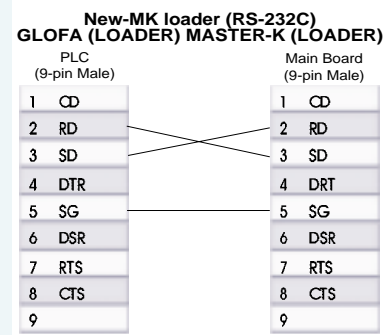 New-MK loader (RS-232C)
GLOFA (LOADER) MASTER-K (LOADER)
PLC
(9-pin Male)
1 CD
2 RD
3 SD
4 DTR
5 SG
6 DSR
7 RTS
8 CTS
9
Main Board
(9-pin Male)
1 CD
2 RD
3 SD
4 DRT
5 SG
6 DSR
7 RTS
8 CTS
9